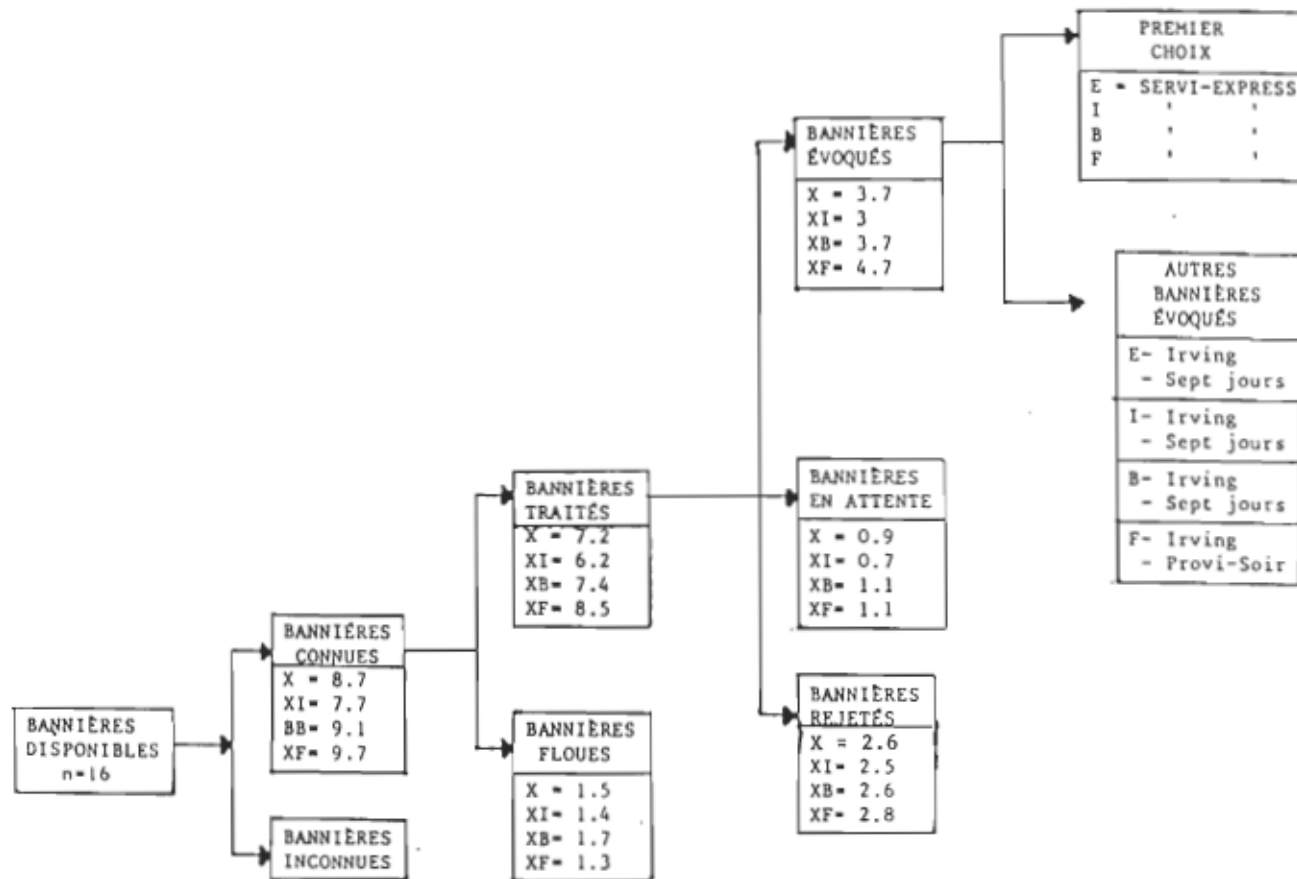 BANNIÈRES
DISPONIBLES
n=16
BANNIÉRES
CONNUES
X = 8.7
XI= 7.7
BB= 9.1
XF= 9.7
BANNIÈRES
INCONNUES
BANNIÈRES
TRAITÉS
X = 7.2
XI= 6.2
XB= 7.4
XF= 8.5
BANNIÈRES
FLOUES
X = 1.5
XI= 1.4
XB= 1.7
XF= 1.3
BANNIÈRES
ÉVOQUÉS
X = 3.7
XI= 3
XB= 3.7
XF= 4.7
BANNIÈRES
EN ATTENTE
X = 0.9
XI= 0.7
XB= 1.1
XF= 1.1
BANNIÈRES
REJETÉS
X = 2.6
XI= 2.5
XB= 2.6
XF= 2.8
PREMIER
CHOIX
E = SERVI-EXPRESS
I ' '
B ' '
F ' '
AUTRES
BANNIÈRES
ÉVOQUÉS
E- Irving
- Sept jours
I- Irving
- Sept jours
B- Irving
- Sept jours
F- Irving
- Provi-Soir